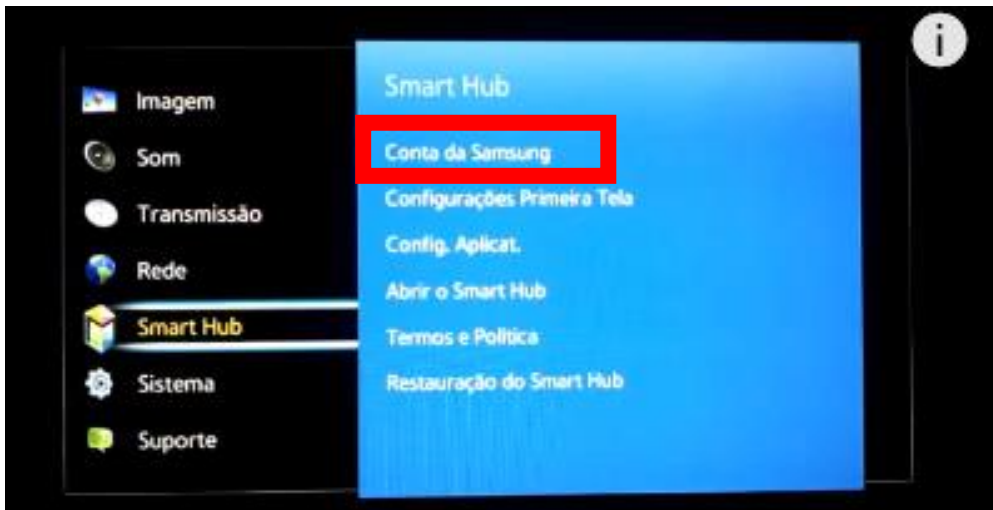 i
Imagem
Som
Transmissão
Rede
Smart Hub
Sistema
Suporte
Smart Hub
Conta da Samsung
Configurações Primeira Tela
Config. Aplicat.
Abrir o Smart Hub
Termos e Política
Restauração do Smart Hub